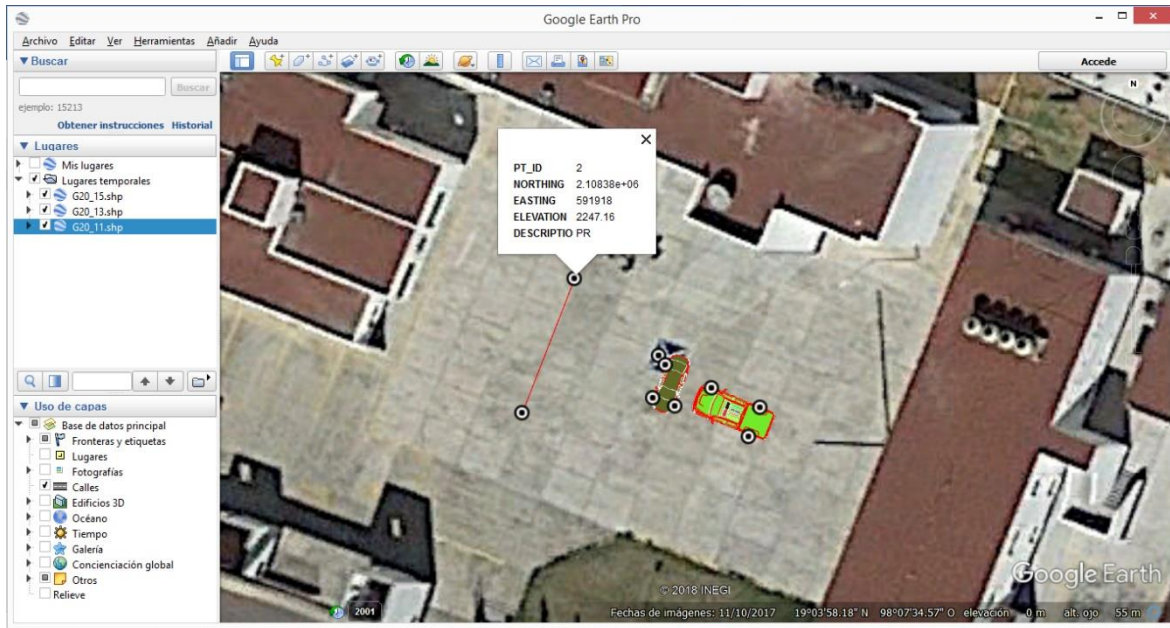 Google Earth Pro
Archivo Editar Ver Herramientas Añadir Ayuda
▼ Buscar
Accede
Buscar
ejemplo: 15213
Obtener instrucciones Historial
▼ Lugares
Mis lugares
Lugares temporales
G20_15.shp
G20_13.shp
G20_11.shp
▼ Uso de capas
Base de datos principal
Fronteras y etiquetas
Lugares
Fotografías
Calles
Edificios 3D
Océano
Tiempo
Galería
Concienciación global
Otros
Relieve
N
PT_ID 2
NORTHING 2.10838e+06
EASTING 591918
ELEVATION 2247.16
DESCRIPTIO PR
© 2018 INEGI
Google Earth
2001
Fechas de imágenes: 11/10/2017 19°03'58.18" N 98°07'34.57" O elevación 0 m alt. ojo 55 m